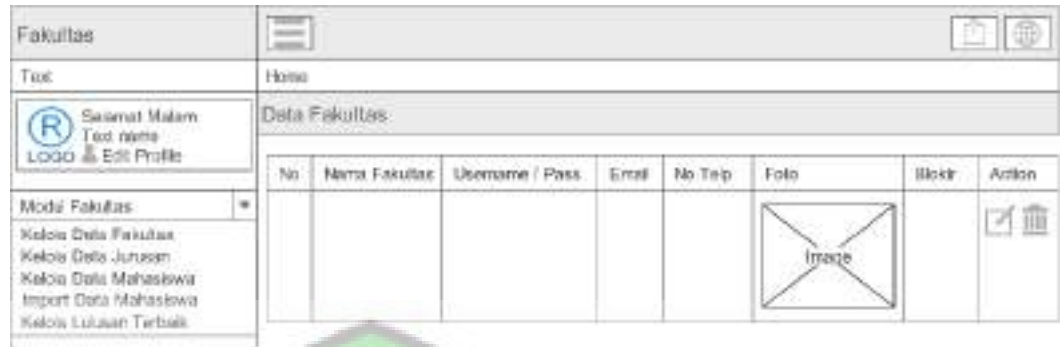 Fakultas
Text
Home
Selamat Malam
Text name
R
LOGO
Edit Profile
Data Fakultas
No Nama Fakultas Username / Pass Email No Telp Foto Blokir Action
Image
Modul Fakultas
Kelola Data Fakultas
Kelola Data Jurusan
Kelola Data Mahasiswa
Import Data Mahasiswa
Kelola Lulusan Terbaik